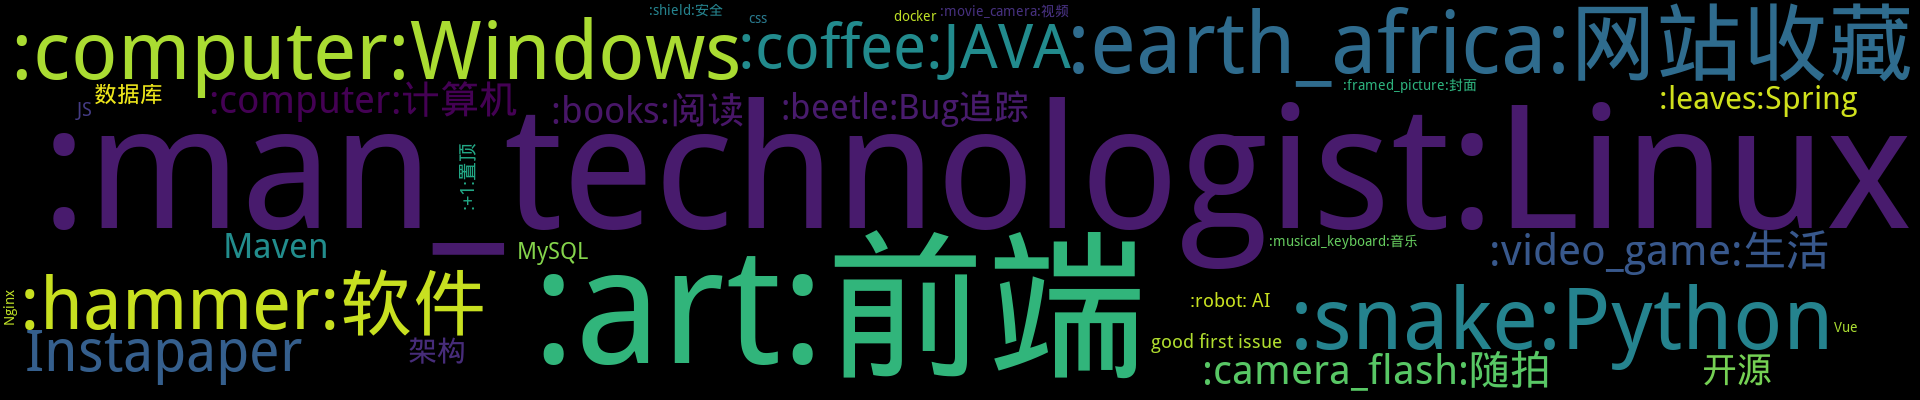 :shield:安全
css
docker
:movie_camera:视频
:computer:Windows
:coffee:JAVA
:earth_africa:网站收藏
JS
数据库
:computer:计算机
:books:阅读
:beetle:Bug追踪
:framed_picture:封面
:leaves:Spring
:man_technologist:Linux
:+1:置顶
Maven
MySQL
:musical_keyboard:音乐
:video_game:生活
Nginx
:hammer:软件
:art:前端
:robot: AI
:snake:Python
Vue
Instapaper
架构
good first issue
:camera_flash:随拍
开源